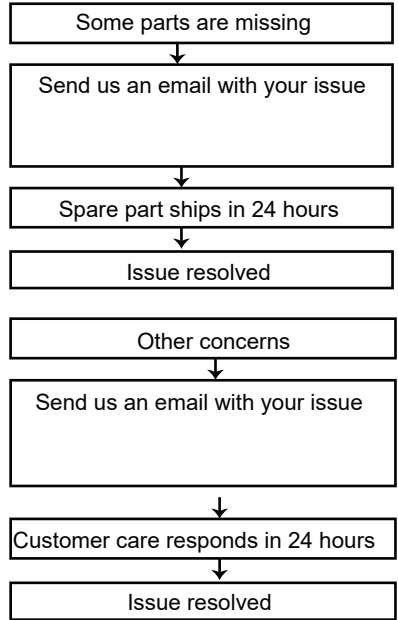 Some parts are missing
Send us an email with your issue
Spare part ships in 24 hours
Issue resolved
Other concerns
Send us an email with your issue
Customer care responds in 24 hours
Issue resolved